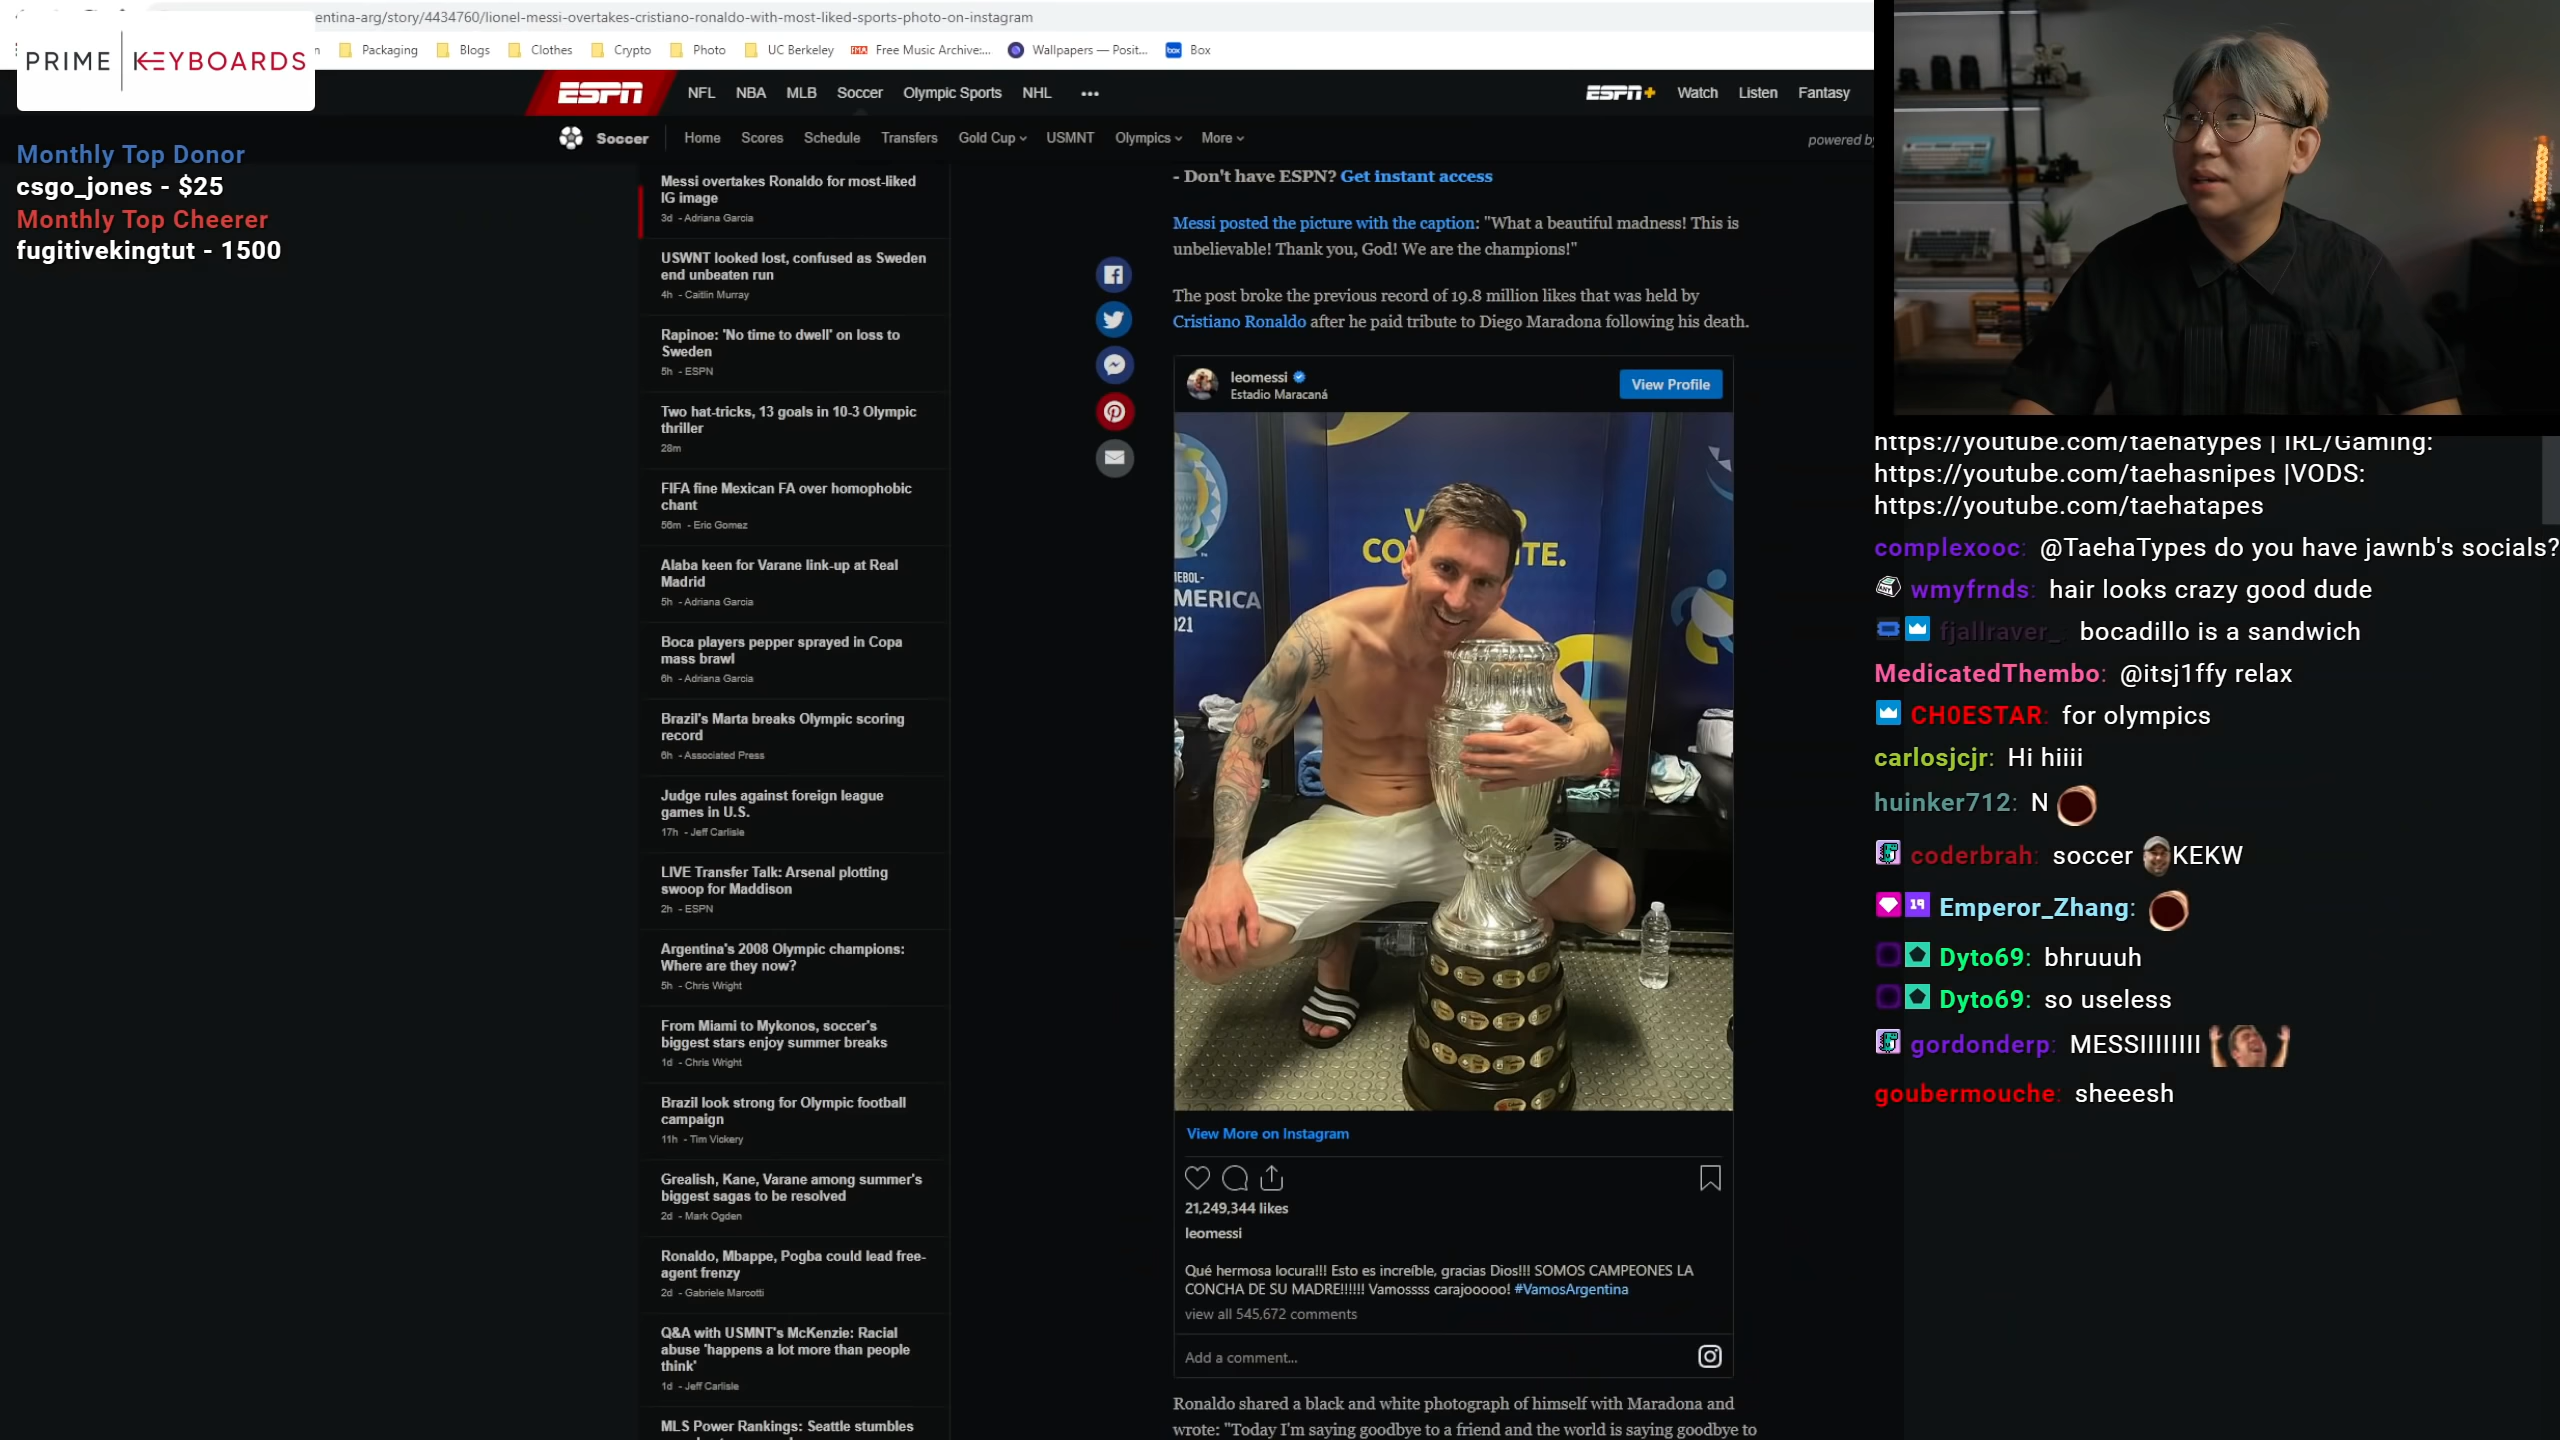 entina-arg/story/4434760/lionel-messi-overtakes-cristiano-ronaldo-with-most-liked-sports-photo-on-instagram
Packaging Blogs Clothes Crypto Photo UC Berkeley Free Music Archive:... Wallpapers — Posit... Box
PRIME | KEYBOARDS
Monthly Top Donor
csgo_jones - $25
Monthly Top Cheerer
fugitivekingtut - 1500
ESPN NFL NBA MLB Soccer Olympic Sports NHL ••• ESPN+ Watch Listen Fantasy
Soccer Home Scores Schedule Transfers Gold Cup USMNT Olympics More powered by
Messi overtakes Ronaldo for most-liked
IG image
3d - Adriana Garcia
USWNT looked lost, confused as Sweden
end unbeaten run
4h - Caitlin Murray
Rapinoe: 'No time to dwell' on loss to
Sweden
5h - ESPN
Two hat-tricks, 13 goals in 10-3 Olympic
thriller
28m
FIFA fine Mexican FA over homophobic
chant
56m - Eric Gomez
Alaba keen for Varane link-up at Real
Madrid
5h - Adriana Garcia
Boca players pepper sprayed in Copa
mass brawl
6h - Adriana Garcia
Brazil's Marta breaks Olympic scoring
record
6h - Associated Press
Judge rules against foreign league
games in U.S.
17h - Jeff Carlisle
LIVE Transfer Talk: Arsenal plotting
swoop for Maddison
2h - ESPN
Argentina's 2008 Olympic champions:
Where are they now?
5h - Chris Wright
From Miami to Mykonos, soccer's
biggest stars enjoy summer breaks
1d - Chris Wright
Brazil look strong for Olympic football
campaign
11h - Tim Vickery
Grealish, Kane, Varane among summer's
biggest sagas to be resolved
2d - Mark Ogden
Ronaldo, Mbappe, Pogba could lead free-
agent frenzy
2d - Gabriele Marcotti
Q&A with USMNT's McKenzie: Racial
abuse 'happens a lot more than people
think'
1d - Jeff Carlisle
MLS Power Rankings: Seattle stumbles
- Don't have ESPN? Get instant access
Messi posted the picture with the caption: "What a beautiful madness! This is
unbelievable! Thank you, God! We are the champions!"
The post broke the previous record of 19.8 million likes that was held by
Cristiano Ronaldo after he paid tribute to Diego Maradona following his death.
leomessi
Estadio Maracaná
View Profile
MERICA
View More on Instagram
21,249,344 likes
leomessi
Qué hermosa locura!!! Esto es increíble, gracias Dios!!! SOMOS CAMPEONES LA
CONCHA DE SU MADRE!!!!!! Vamossss carajooooo! #VamosArgentina
view all 545,672 comments
Add a comment...
Ronaldo shared a black and white photograph of himself with Maradona and
wrote: "Today I'm saying goodbye to a friend and the world is saying goodbye to
https://youtube.com/taehatypes | IRL/Gaming:
https://youtube.com/taehasnipes |VODS:
https://youtube.com/taehatapes
complexooc: @TaehaTypes do you have jawnb's socials?
wmyfrnds: hair looks crazy good dude
fjallraver_: bocadillo is a sandwich
MedicatedThembo: @itsj1ffy relax
CH0ESTAR: for olympics
carlosjcjr: Hi hiiii
huinker712: N
coderbrah: soccer KEKW
19 Emperor_Zhang:
Dyto69: bhruuuh
Dyto69: so useless
gordonderp: MESSIIIIIIII
goubermouche: sheeesh